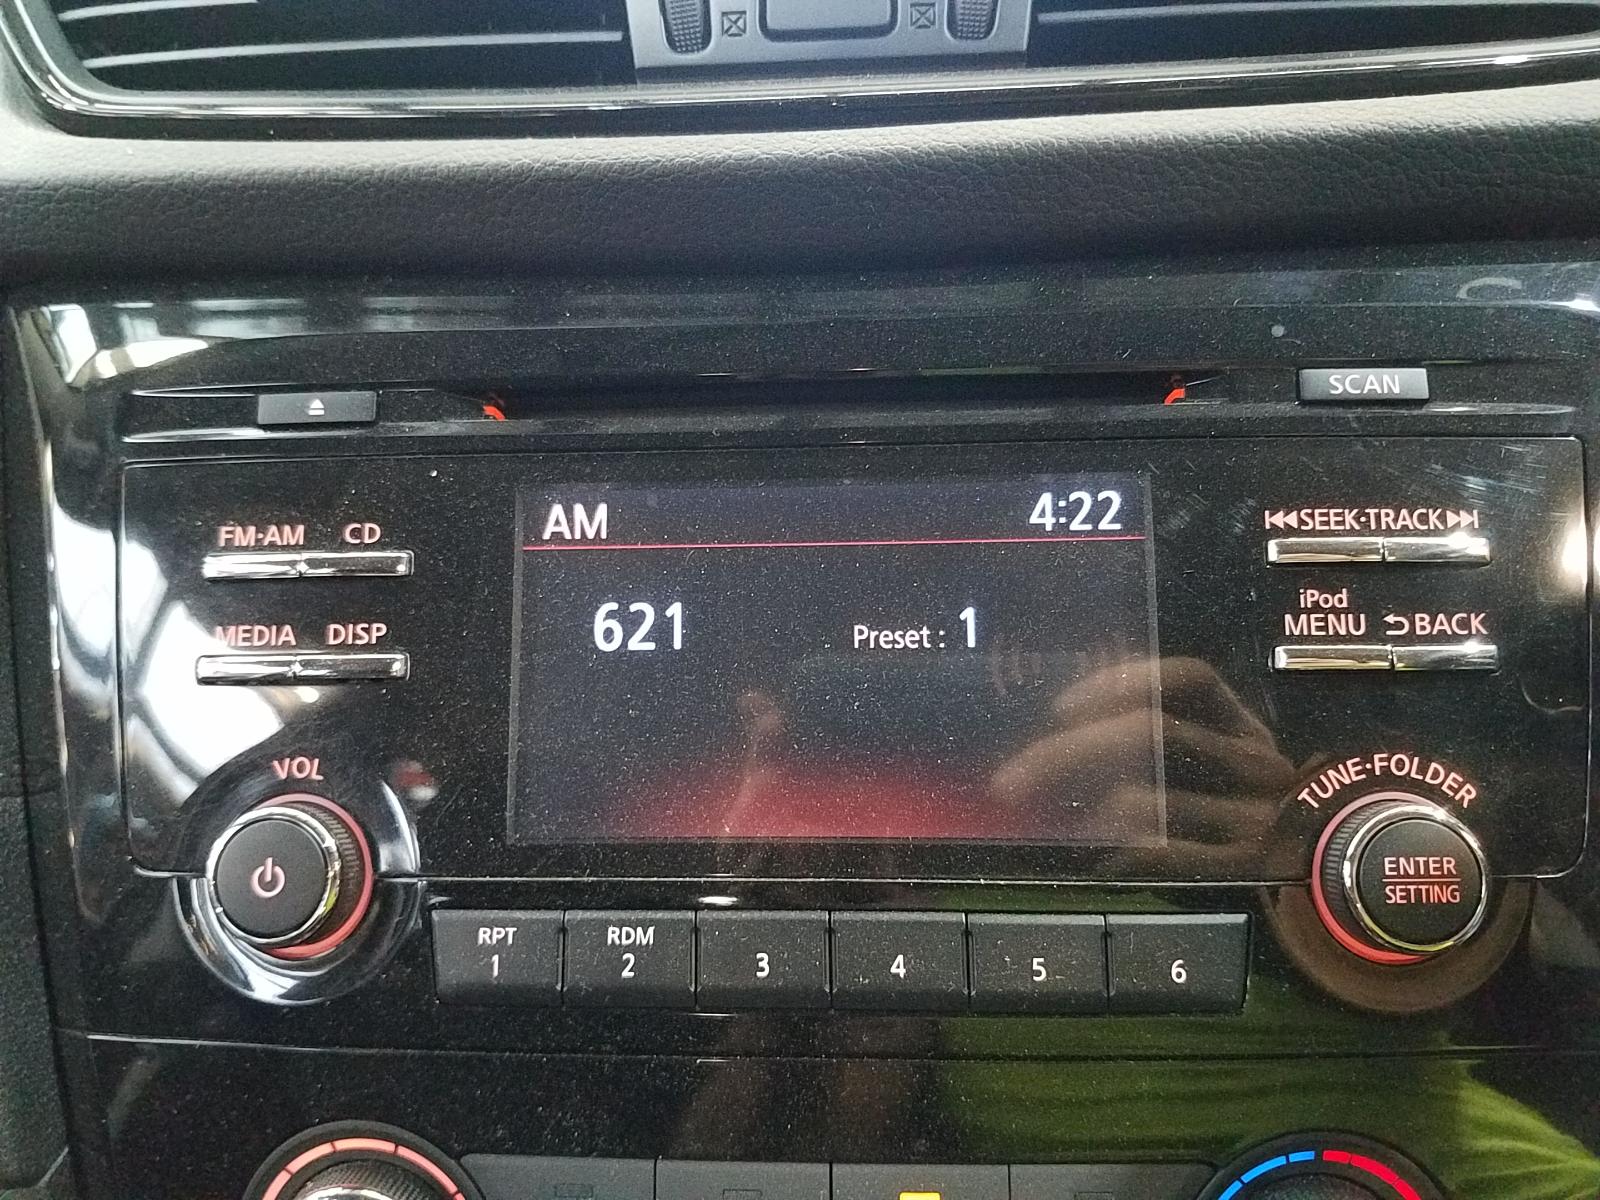 SCAN
FM·AM CD
AM 4:22
SEEK·TRACK
621 Preset : 1
MEDIA DISP
iPod
MENU BACK
VOL
TUNE·FOLDER
ENTER
SETTING
RPT RDM
1 2 3 4 5 6